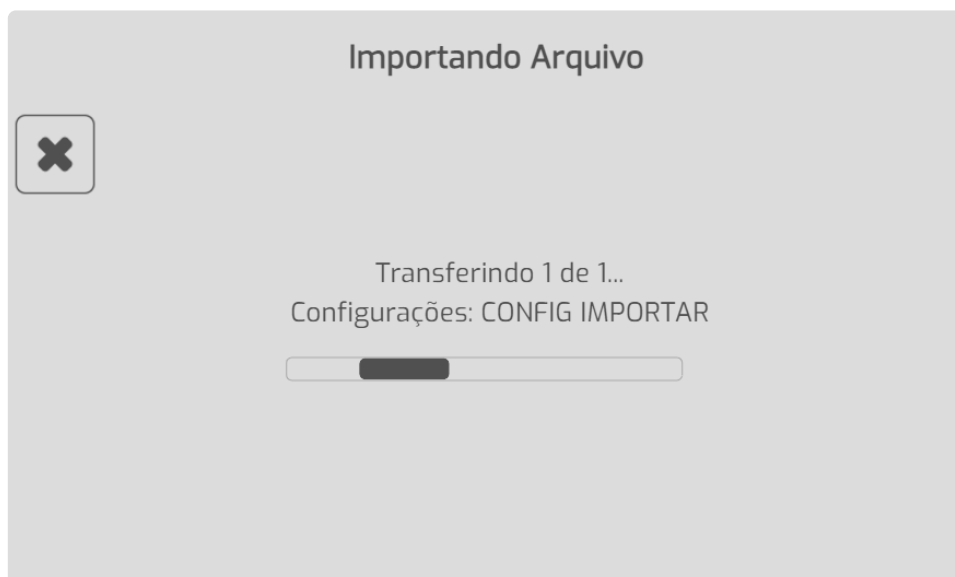 Importando Arquivo
Transferindo 1 de 1...
Configurações: CONFIG IMPORTAR